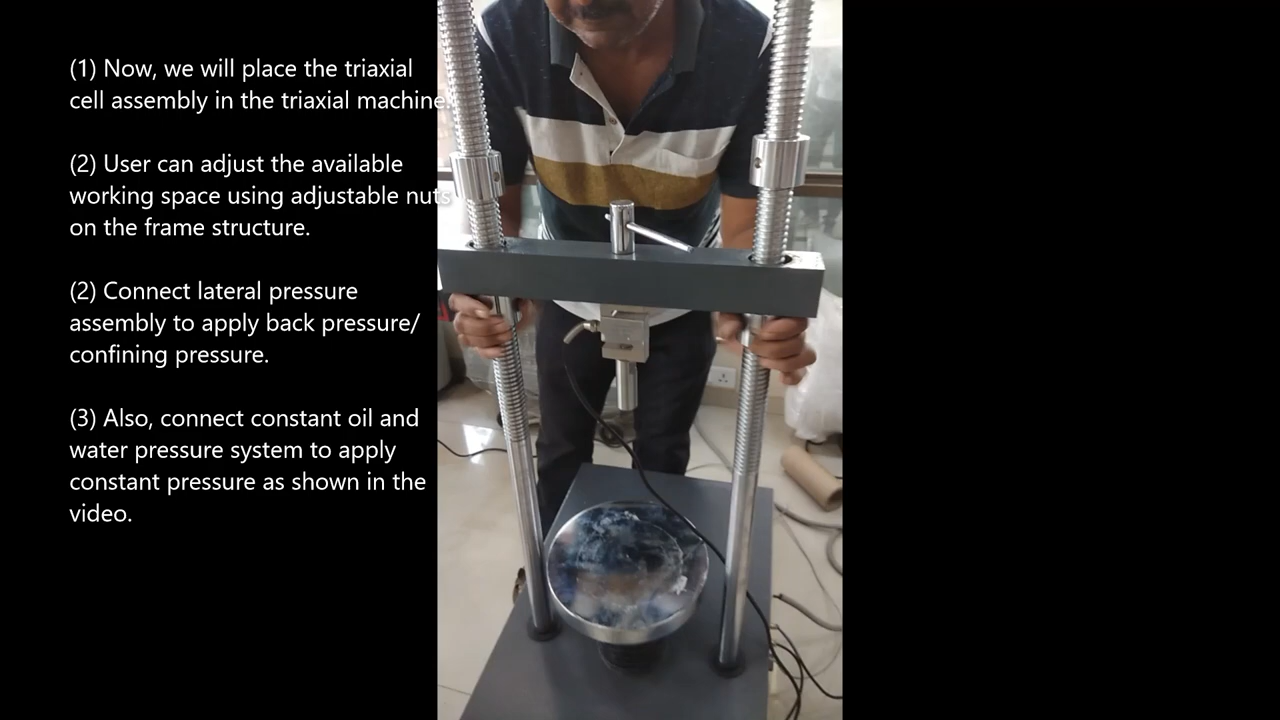 (1) Now, we will place the triaxial
cell assembly in the triaxial machine.
(2) User can adjust the available
working space using adjustable nuts
on the frame structure.
(2) Connect lateral pressure
assembly to apply back pressure/
confining pressure.
(3) Also, connect constant oil and
water pressure system to apply
constant pressure as shown in the
video.